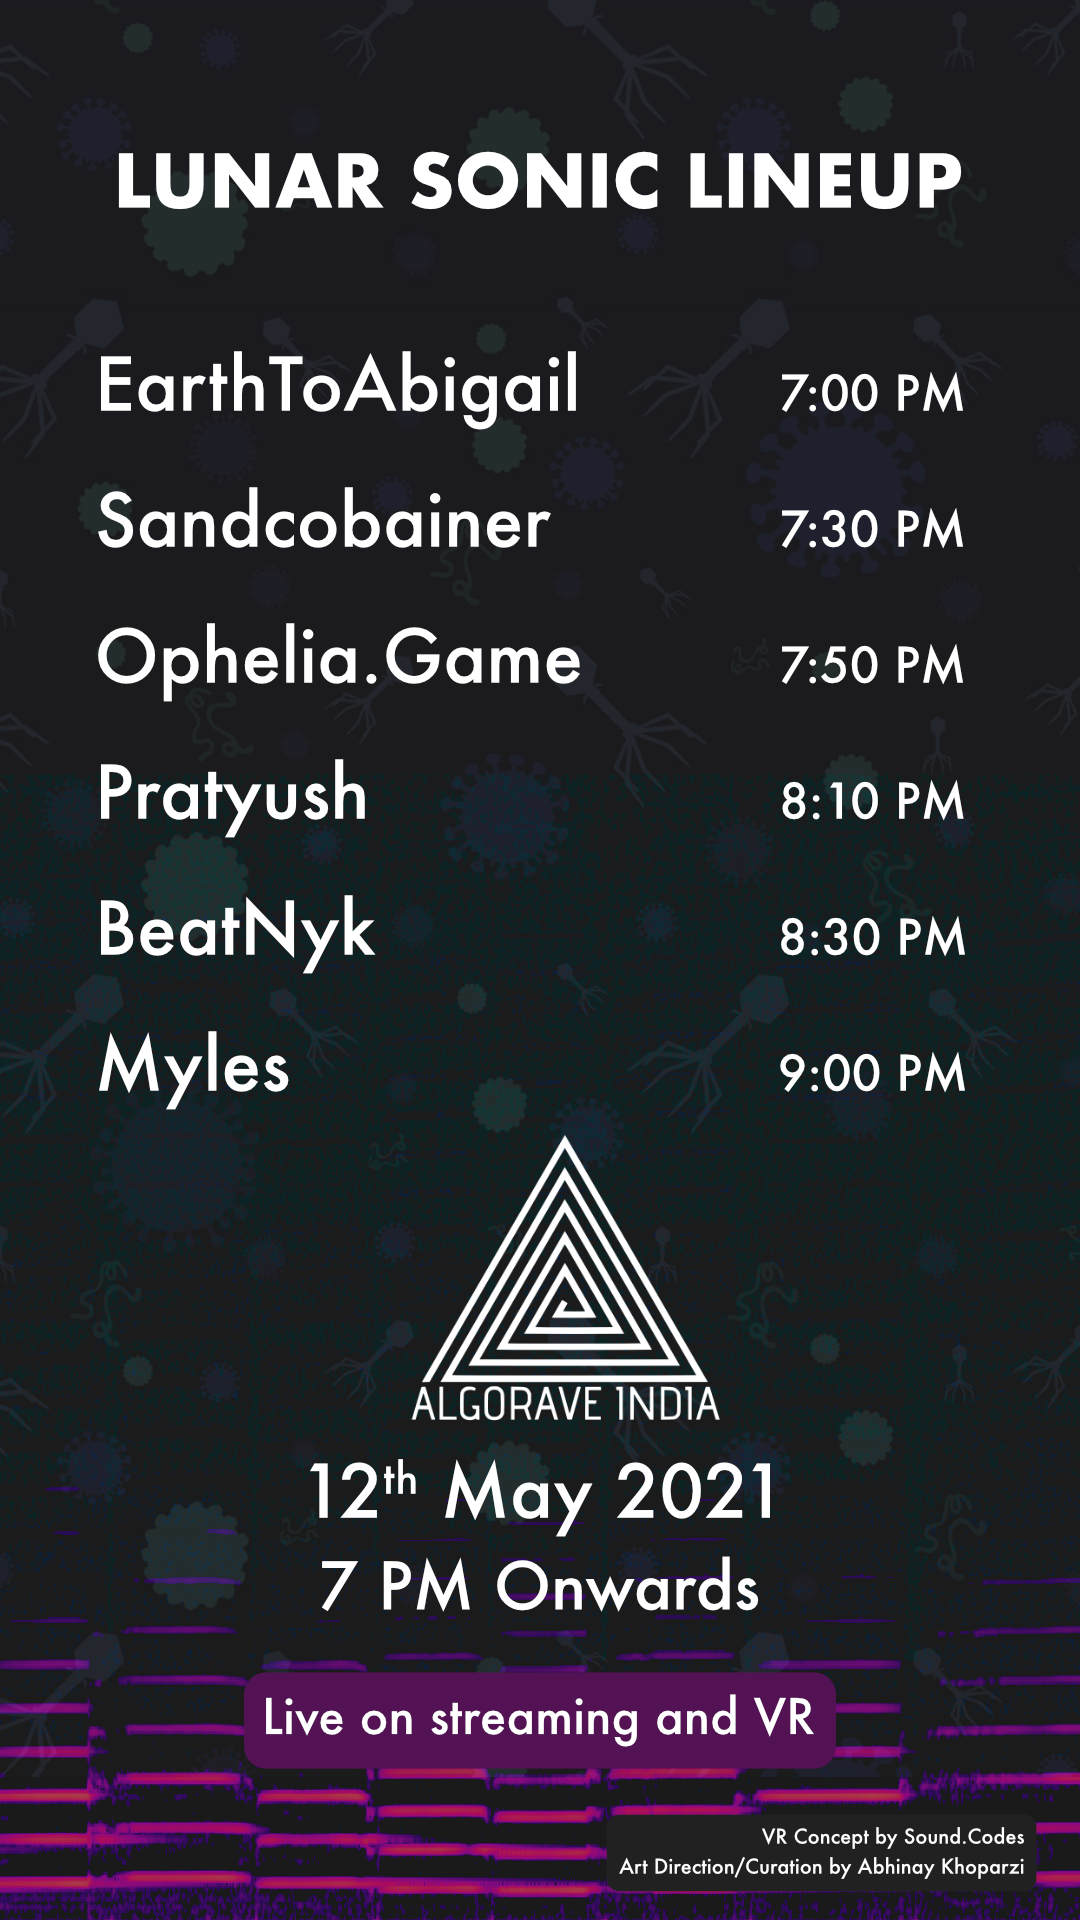 LUNAR SONIC LINEUP
EarthToAbigail 7:00 PM
Sandcobainer 7:30 PM
Ophelia.Game 7:50 PM
Pratyush 8:10 PM
BeatNyk 8:30 PM
Myles 9:00 PM
ALGORAVE INDIA
12th May 2021
7 PM Onwards
Live on streaming and VR
VR Concept by Sound.Codes
Art Direction/Curation by Abhinay Khoparzi